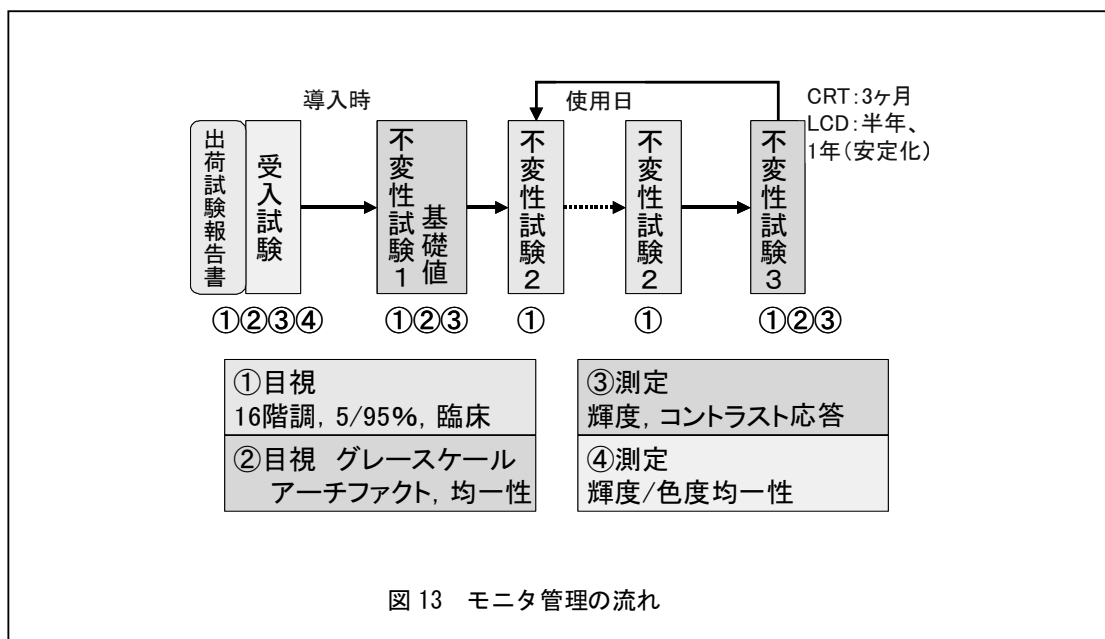 導入時
使用日
CRT：3ヶ月
LCD：半年、
1年（安定化）
出荷試験報告書
受入試験
不変性試験1
基礎値
不変性試験2
不変性試験2
不変性試験3
①②③④
①②③
①
①
①②③
①目視
16階調，5/95%，臨床
②目視 グレースケール
アーチファクト，均一性
③測定
輝度，コントラスト応答
④測定
輝度/色度均一性
図 13 モニタ管理の流れ